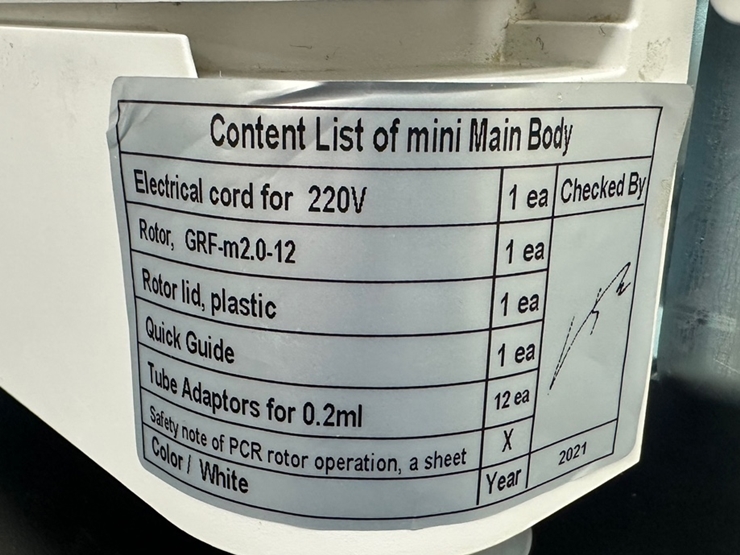 Content List of mini Main Body
Electrical cord for 220V 1 ea Checked By
Rotor, GRF-m2.0-12 1 ea
Rotor lid, plastic 1 ea
Quick Guide 1 ea
Tube Adaptors for 0.2ml 12 ea
Safety note of PCR rotor operation, a sheet X
Color / White Year 2021